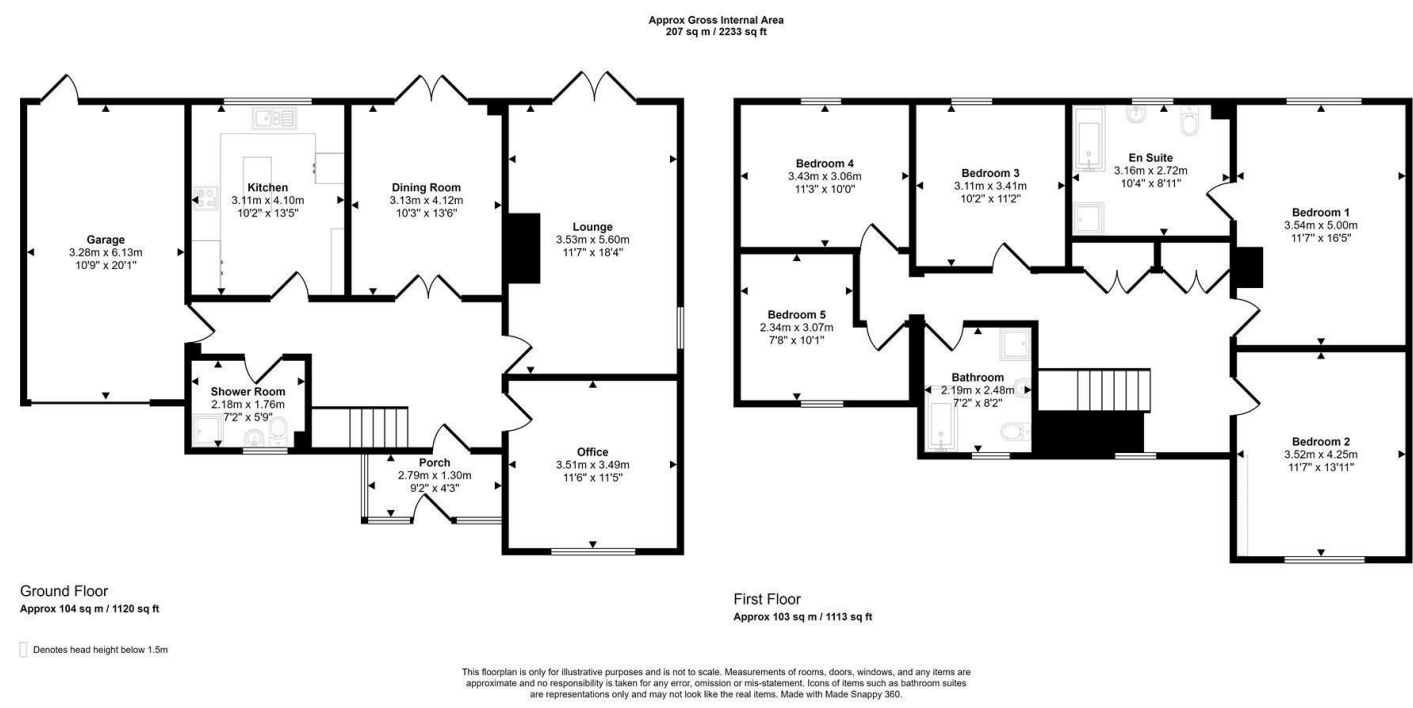 Approx Gross Internal Area
207 sq m / 2233 sq ft
Garage
3.28m x 6.13m
10'9" x 20'1"
Kitchen
3.11m x 4.10m
10'2" x 13'5"
Dining Room
3.13m x 4.12m
10'3" x 13'6"
Lounge
3.53m x 5.60m
11'7" x 18'4"
Shower Room
2.18m x 1.76m
7'2" x 5'9"
Porch
2.79m x 1.30m
9'2" x 4'3"
Office
3.51m x 3.49m
11'6" x 11'5"
Ground Floor
Approx 104 sq m / 1120 sq ft
Denotes head height below 1.5m
Bedroom 4
3.43m x 3.06m
11'3" x 10'0"
Bedroom 3
3.11m x 3.41m
10'2" x 11'2"
En Suite
3.16m x 2.72m
10'4" x 8'11"
Bedroom 1
3.54m x 5.00m
11'7" x 16'5"
Bedroom 5
2.34m x 3.07m
7'8" x 10'1"
Bathroom
2.19m x 2.48m
7'2" x 8'2"
Bedroom 2
3.52m x 4.25m
11'7" x 13'11"
First Floor
Approx 103 sq m / 1113 sq ft
This floorplan is only for illustrative purposes and is not to scale. Measurements of rooms, doors, windows, and any items are
approximate and no responsibility is taken for any error, omission or mis-statement. Icons of items such as bathroom suites
are representations only and may not look like the real items. Made with Made Snappy 360.